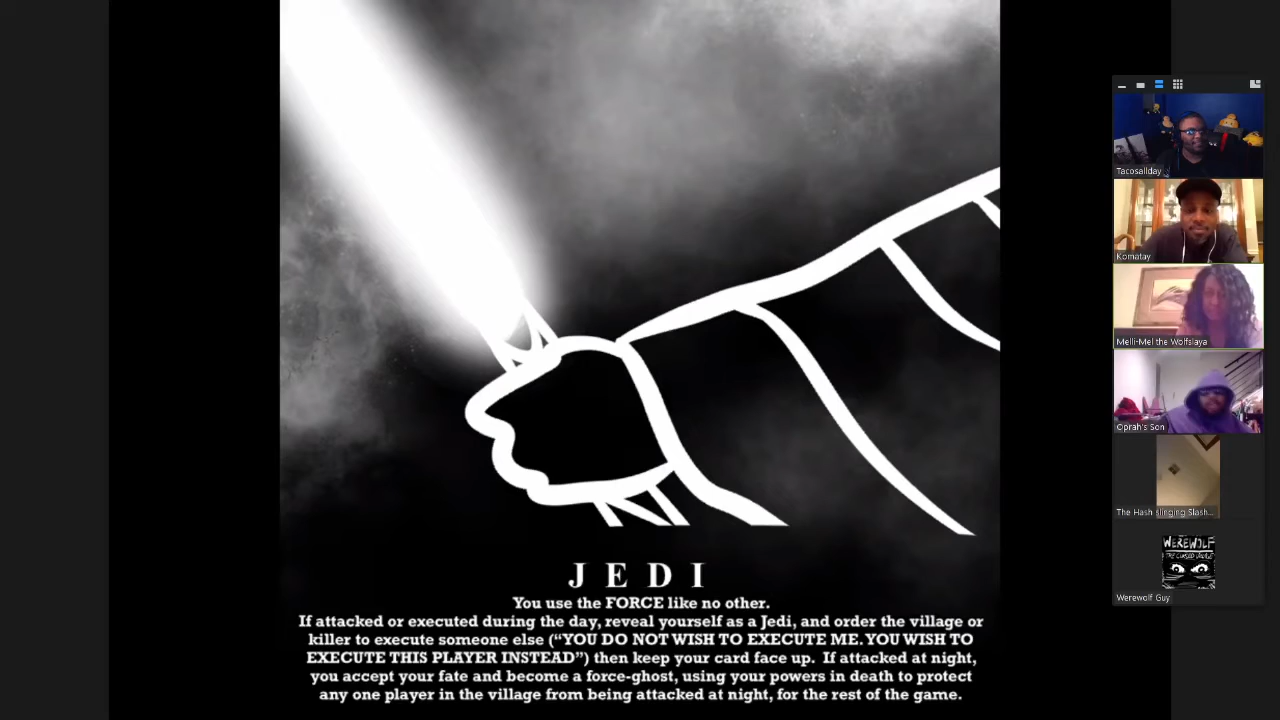 JEDI
You use the FORCE like no other.
If attacked or executed during the day, reveal yourself as a Jedi, and order the village or
killer to execute someone else (“YOU DO NOT WISH TO EXECUTE ME. YOU WISH TO
EXECUTE THIS PLAYER INSTEAD”) then keep your card face up. If attacked at night,
you accept your fate and become a force-ghost, using your powers in death to protect
any one player in the village from being attacked at night, for the rest of the game.
Tacosallday
Komatay
Melli-Mel the Wolfslaya
Oprah's Son
The Hash slinging Slash...
WEREWOLF
Werewolf Guy